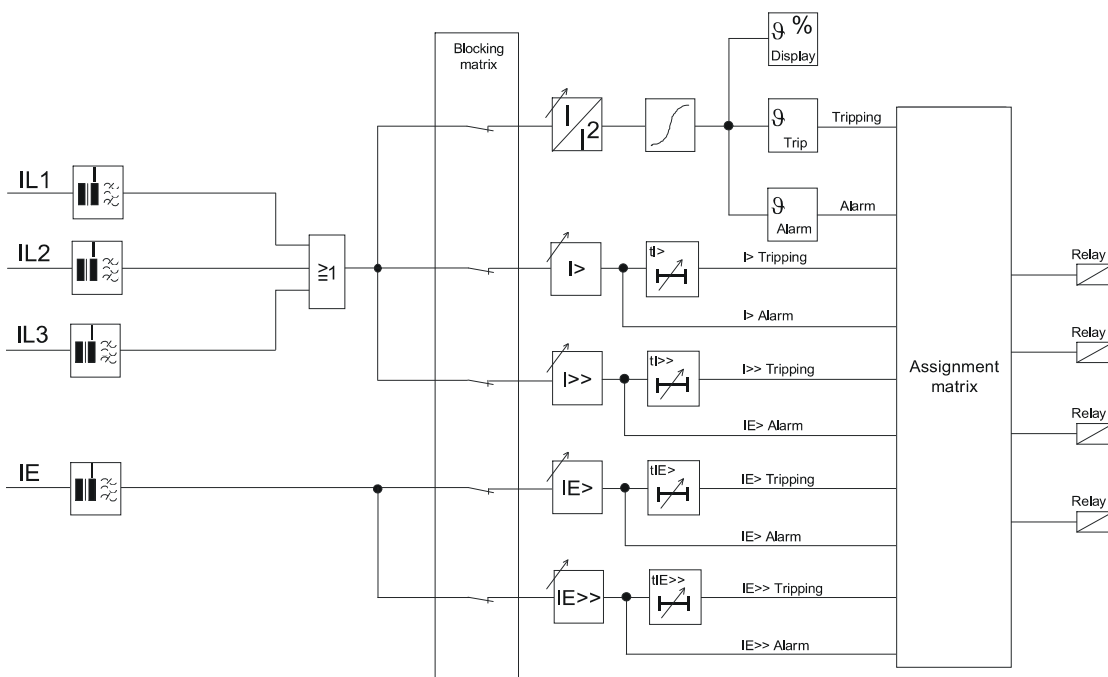 ϑ %
Display
Blocking
matrix
I
I2
ϑ
Trip
Tripping
ϑ
Alarm
Alarm
IL1
IL2
IL3
≥1
I>
tI>
I> Tripping
I> Alarm
I>>
tI>>
I>> Tripping
IE> Alarm
Assignment
matrix
Relay
Relay
Relay
Relay
IE
IE>
tIE>
IE> Tripping
IE> Alarm
IE>>
tIE>>
IE>> Tripping
IE>> Alarm